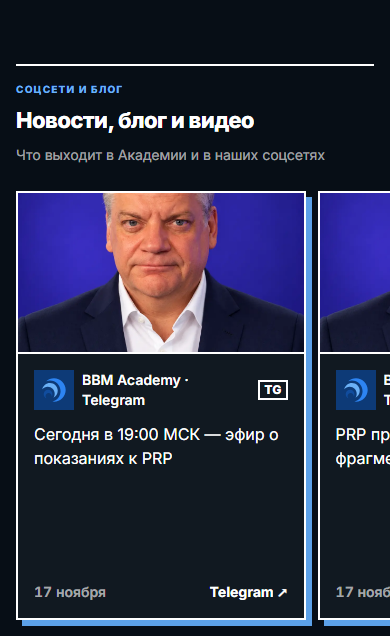 СОЦСЕТИ И БЛОГ
Новости, блог и видео
Что выходит в Академии и в наших соцсетях
BBM Academy ·
Telegram
TG
Сегодня в 19:00 МСК — эфир о
показаниях к PRP
17 ноября
Telegram ↗
PRP пр
фрагме
17 нояб